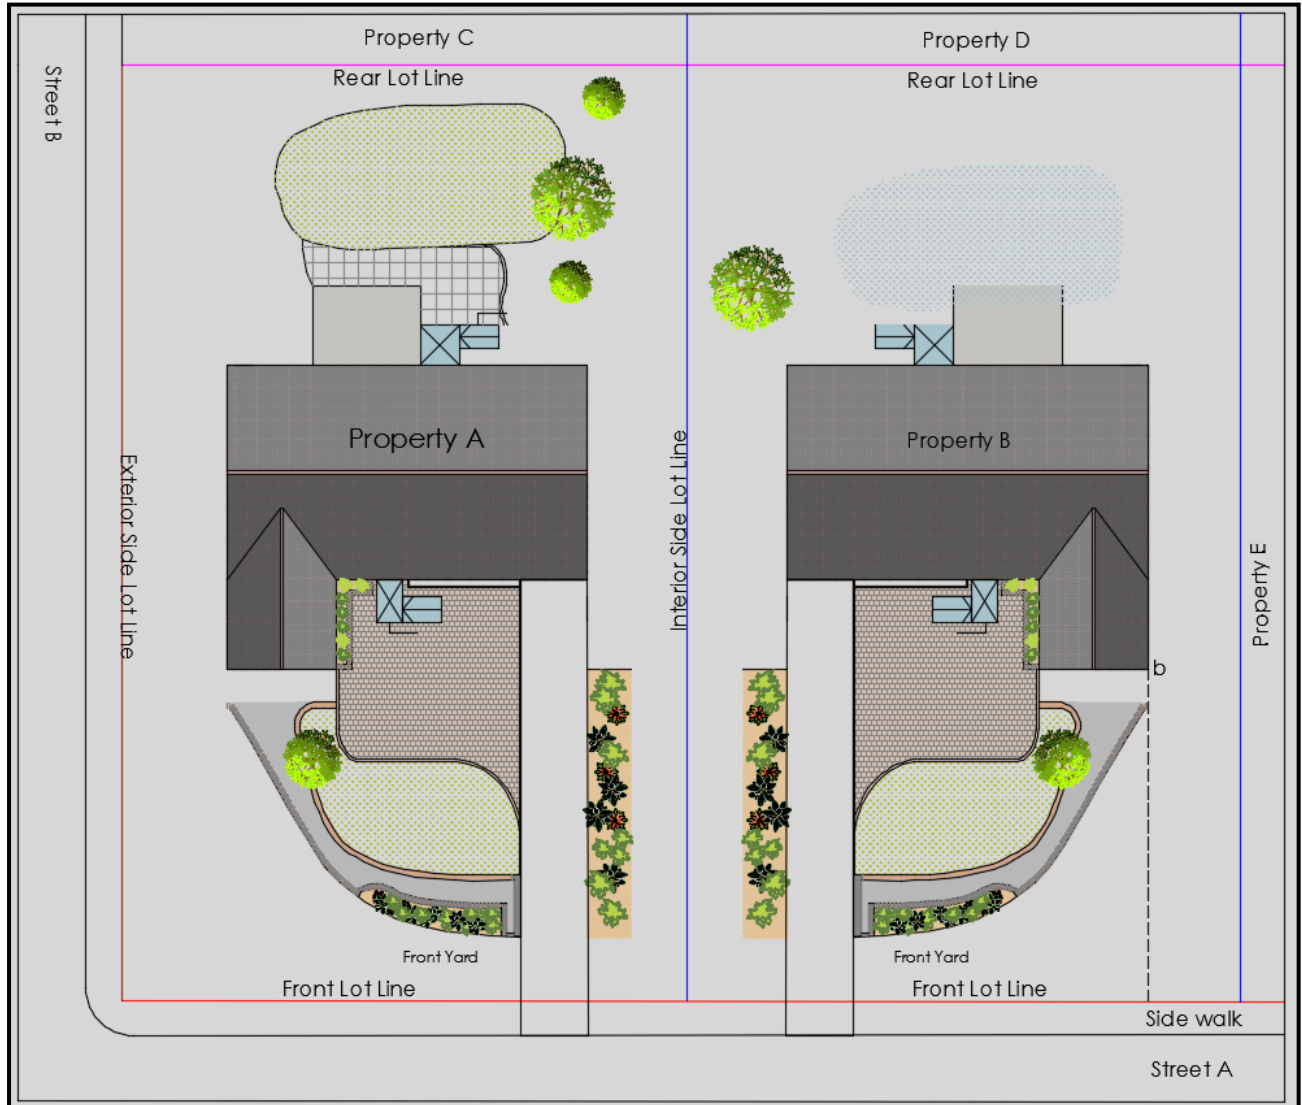 Property C
Property D
Rear Lot Line
Rear Lot Line
Street B
Property A
Property B
Exterior Side Lot Line
Interior Side Lot Line
Property E
b
Front Yard
Front Yard
Front Lot Line
Front Lot Line
Side walk
Street A